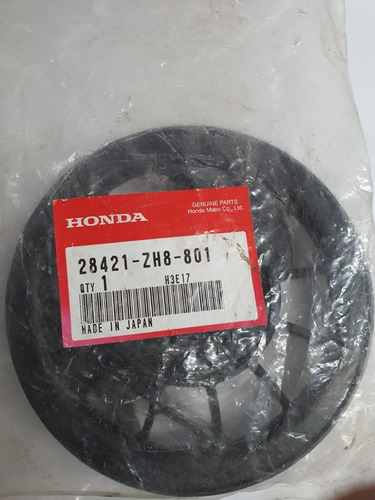 GENUINE PARTS
HONDA
Honda Motor Co., Ltd.
28421-ZH8-801
QTY 1 H3E17
MADE IN JAPAN